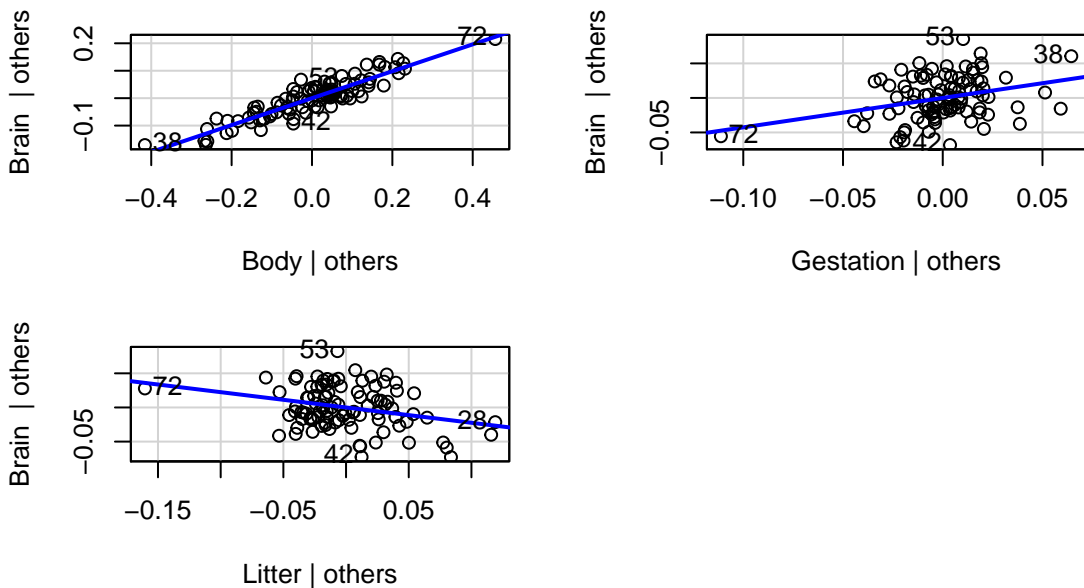 Brain | others
0.2
−0.1
72
53
42
38
−0.4 −0.2 0.0 0.2 0.4
Body | others
Brain | others
−0.05
53
38
72
42
−0.10 −0.05 0.00 0.05
Gestation | others
Brain | others
−0.05
53
72
28
42
−0.15 −0.05 0.05
Litter | others